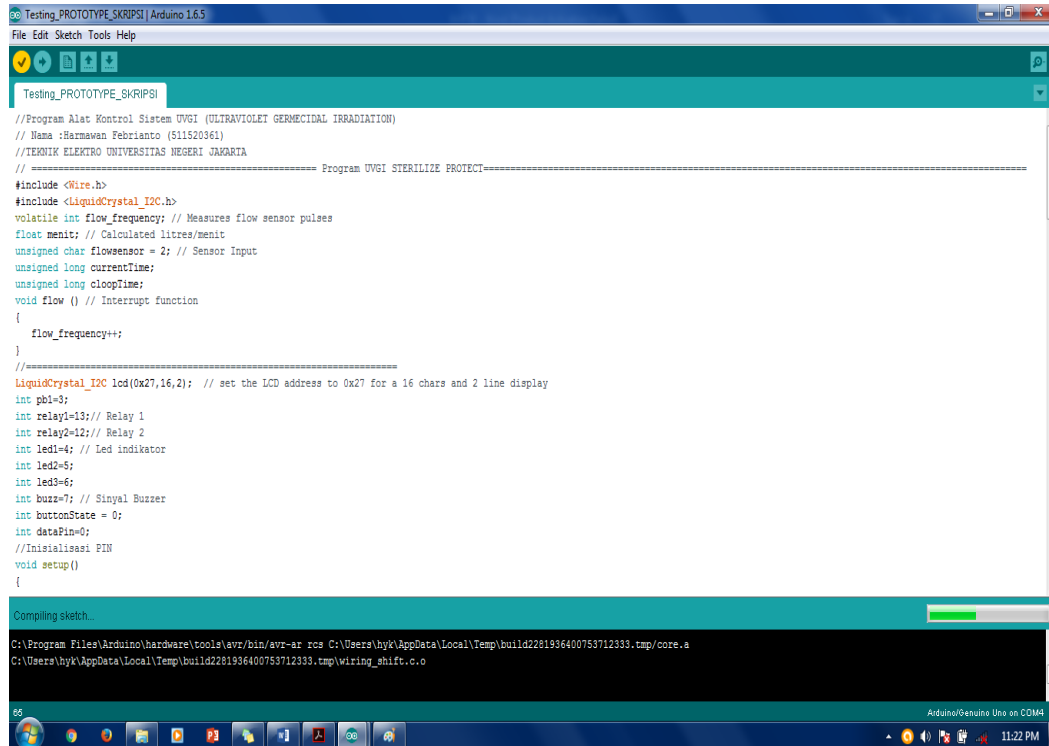 Testing_PROTOTYPE_SKRIPSI | Arduino 1.6.5
File Edit Sketch Tools Help
Testing_PROTOTYPE_SKRIPSI
//Program Alat Kontrol Sistem UVGI (ULTRAVIOLET GERMECIDAL IRRADIATION)
// Nama :Harmawan Febrianto (511520361)
//TEKNIK ELEKTRO UNIVERSITAS NEGERI JAKARTA
// ================================================== Program UVGI STERILIZE PROTECT===============================================================================================
#include <Wire.h>
#include <LiquidCrystal_I2C.h>
volatile int flow_frequency; // Measures flow sensor pulses
float menit; // Calculated litres/menit
unsigned char flowsensor = 2; // Sensor Input
unsigned long currentTime;
unsigned long cloopTime;
void flow () // Interrupt function
{
flow_frequency++;
}
//=================================================================
LiquidCrystal_I2C lcd(0x27,16,2); // set the LCD address to 0x27 for a 16 chars and 2 line display
int pb1=3;
int relay1=13;// Relay 1
int relay2=12;// Relay 2
int led1=4; // Led indikator
int led2=5;
int led3=6;
int buzz=7; // Sinyal Buzzer
int buttonState = 0;
int dataPin=0;
//Inisialisasi PIN
void setup()
{
Compiling sketch...
C:\Program Files\Arduino\hardware\tools\avr/bin/avr-ar rcs C:\Users\hyk\AppData\Local\Temp\build2281936400753712333.tmp/core.a
C:\Users\hyk\AppData\Local\Temp\build2281936400753712333.tmp\wiring_shift.c.o
65
Arduino/Genuino Uno on COM4
11:22 PM